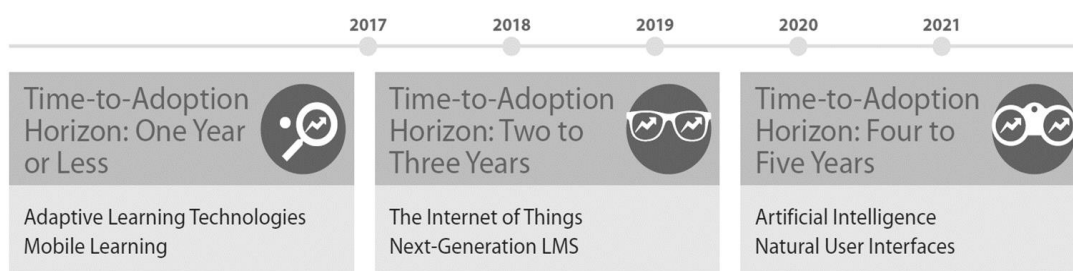 2017 2018 2019 2020 2021
Time-to-Adoption
Horizon: One Year
or Less
Adaptive Learning Technologies
Mobile Learning
Time-to-Adoption
Horizon: Two to
Three Years
The Internet of Things
Next-Generation LMS
Time-to-Adoption
Horizon: Four to
Five Years
Artificial Intelligence
Natural User Interfaces